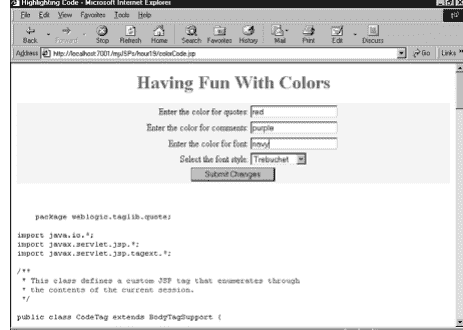 Highlighting Code - Microsoft Internet Explorer
File Edit View Favorites Tools Help
Back Forward Stop Refresh Home Search Favorites History Mail Print Edit Discuss
Address http://localhost:7001/myJSPs/hour19/colorCode.jsp Go Links
Having Fun With Colors
Enter the color for quotes: red
Enter the color for comments: purple
Enter the color for font: navy
Select the font style: Trebuchet
Submit Changes
package weblogic.taglib.quote;
import java.io.*;
import javax.servlet.jsp.*;
import javax.servlet.jsp.tagext.*;
/**
* This class defines a custom JSP tag that enumerates through
* the contents of the current session.
*/
public class CodeTag extends BodyTagSupport {